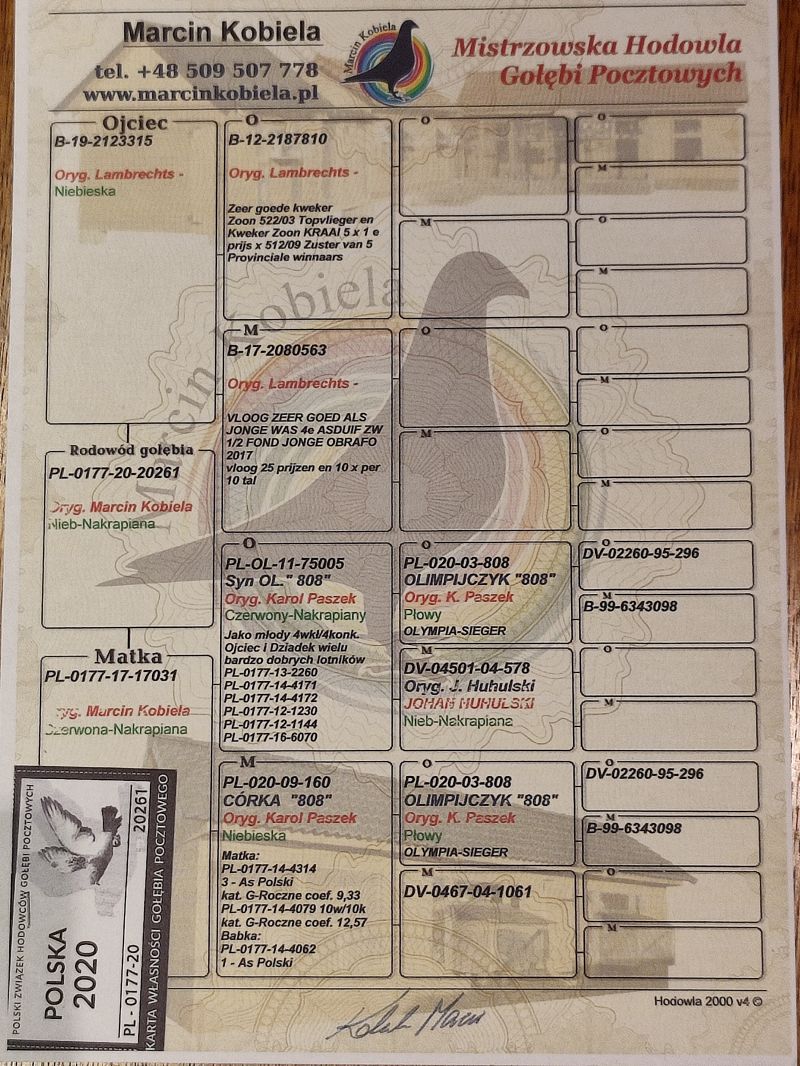 Marcin Kobiela
tel. +48 509 507 778
www.marcinkobiela.pl
Marcin Kobiela
Mistrzowska Hodowla
Gołębi Pocztowych
Ojciec
B-19-2123315
Oryg. Lambrechts -
Niebieska
O
B-12-2187810
Oryg. Lambrechts -
Zeer goede kweker
Zoon 522/03 Topvlieger en
Kweker Zoon KRAAI 5 x 1 e
prijs x 512/09 Zuster van 5
Provinciale winnaars
M
B-17-2080563
Oryg. Lambrechts -
VLOOG ZEER GOED ALS
JONGE WAS 4e ASDUIF ZW
1/2 FOND JONGE OBRAFO
2017
vloog 25 prijzen en 10 x per
10 tal
O
M
O
M
O
M
O
M
O
M
O
M
Marcin Kobiela
Rodowód gołębia
PL-0177-20-20261
Oryg. Marcin Kobiela
Nieb-Nakrapiana
Matka
PL-0177-17-17031
Oryg. Marcin Kobiela
Czerwona-Nakrapiana
O
PL-OL-11-75005
Syn OL." 808"
Oryg. Karol Paszek
Czerwony-Nakrapiany
Jako młody 4wkł/4konk.
Ojciec i Dziadek wielu
bardzo dobrych lotników
PL-0177-13-2260
PL-0177-14-4171
PL-0177-14-4172
PL-0177-12-1230
PL-0177-12-1144
PL-0177-16-6070
M
PL-020-09-160
CÓRKA "808"
Oryg. Karol Paszek
Niebieska
Matka:
PL-0177-14-4314
3 - As Polski
kat. G-Roczne coef. 9,33
PL-0177-14-4079 10w/10k
kat. G-Roczne coef. 12,57
Babka:
PL-0177-14-4062
1 - As Polski
O
PL-020-03-808
OLIMPIJCZYK "808"
Oryg. K. Paszek
Płowy
OLYMPIA-SIEGER
M
DV-04501-04-578
Oryg. J. Huhulski
JOHAN HUHULSKI
Nieb-Nakrapiana
O
PL-020-03-808
OLIMPIJCZYK "808"
Oryg. K. Paszek
Płowy
OLYMPIA-SIEGER
M
DV-0467-04-1061
O
DV-02260-95-296
M
B-99-6343098
O
M
O
DV-02260-95-296
M
B-99-6343098
O
M
POLSKI ZWIĄZEK HODOWCÓW GOŁĘBI POCZTOWYCH
POLSKA
2020
PL - 0177-20
20261
KARTA WŁASNOŚCI GOŁĘBIA POCZTOWEGO
Hodowla 2000 v4 ©